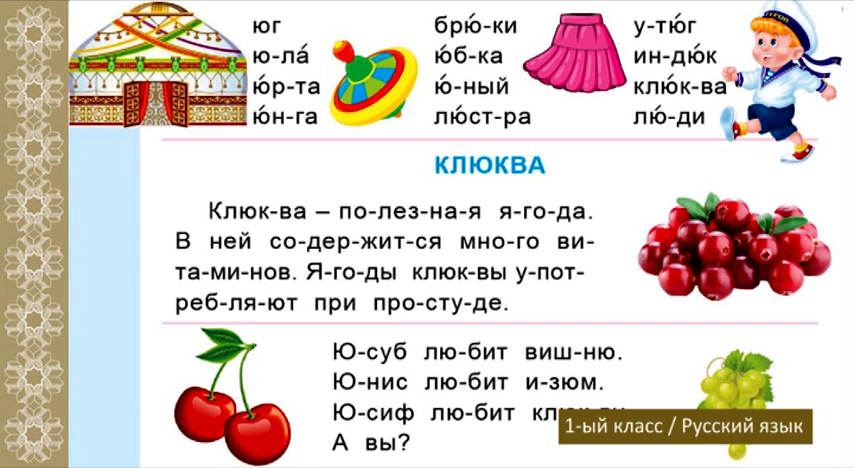 юг
ю-ла́
ю́р-та
ю́н-га
брю́-ки
ю́б-ка
ю́-ный
лю́ст-ра
у-тю́г
ин-дю́к
клю́к-ва
лю́-ди
КЛЮКВА
Клюк-ва – по-лез-на-я я-го-да.
В ней со-дер-жит-ся мно-го ви-
та-ми-нов. Я-го-ды клюк-вы у-пот-
реб-ля-ют при про-сту-де.
Ю-суб лю-бит виш-ню.
Ю-нис лю-бит и-зюм.
Ю-сиф лю-бит
А вы?
1-ый класс / Русский язык